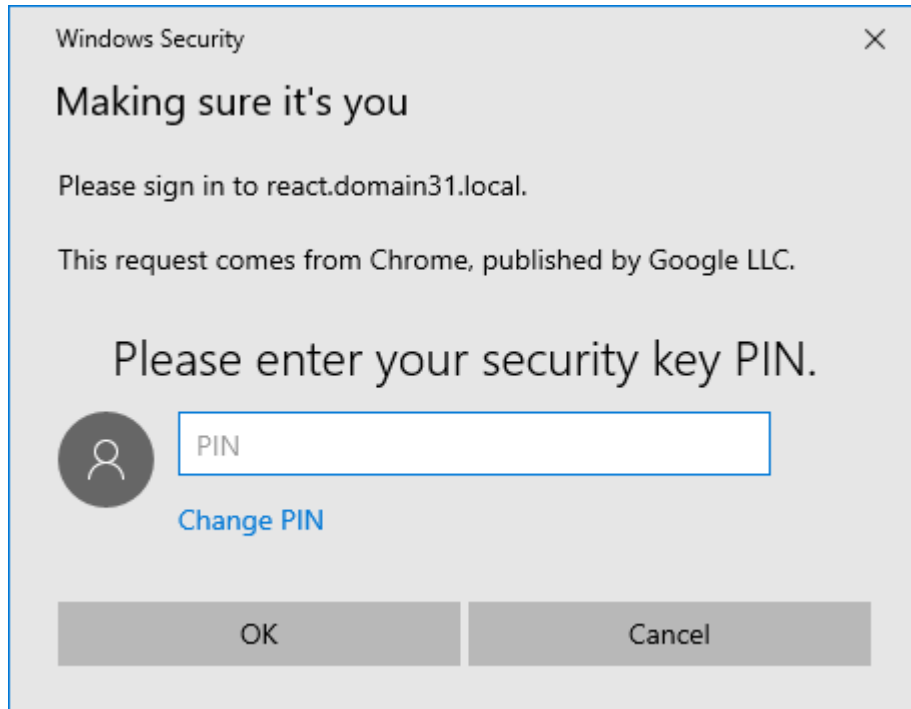 Windows Security
Making sure it's you
Please sign in to react.domain31.local.
This request comes from Chrome, published by Google LLC.
Please enter your security key PIN.
PIN
Change PIN
OK
Cancel